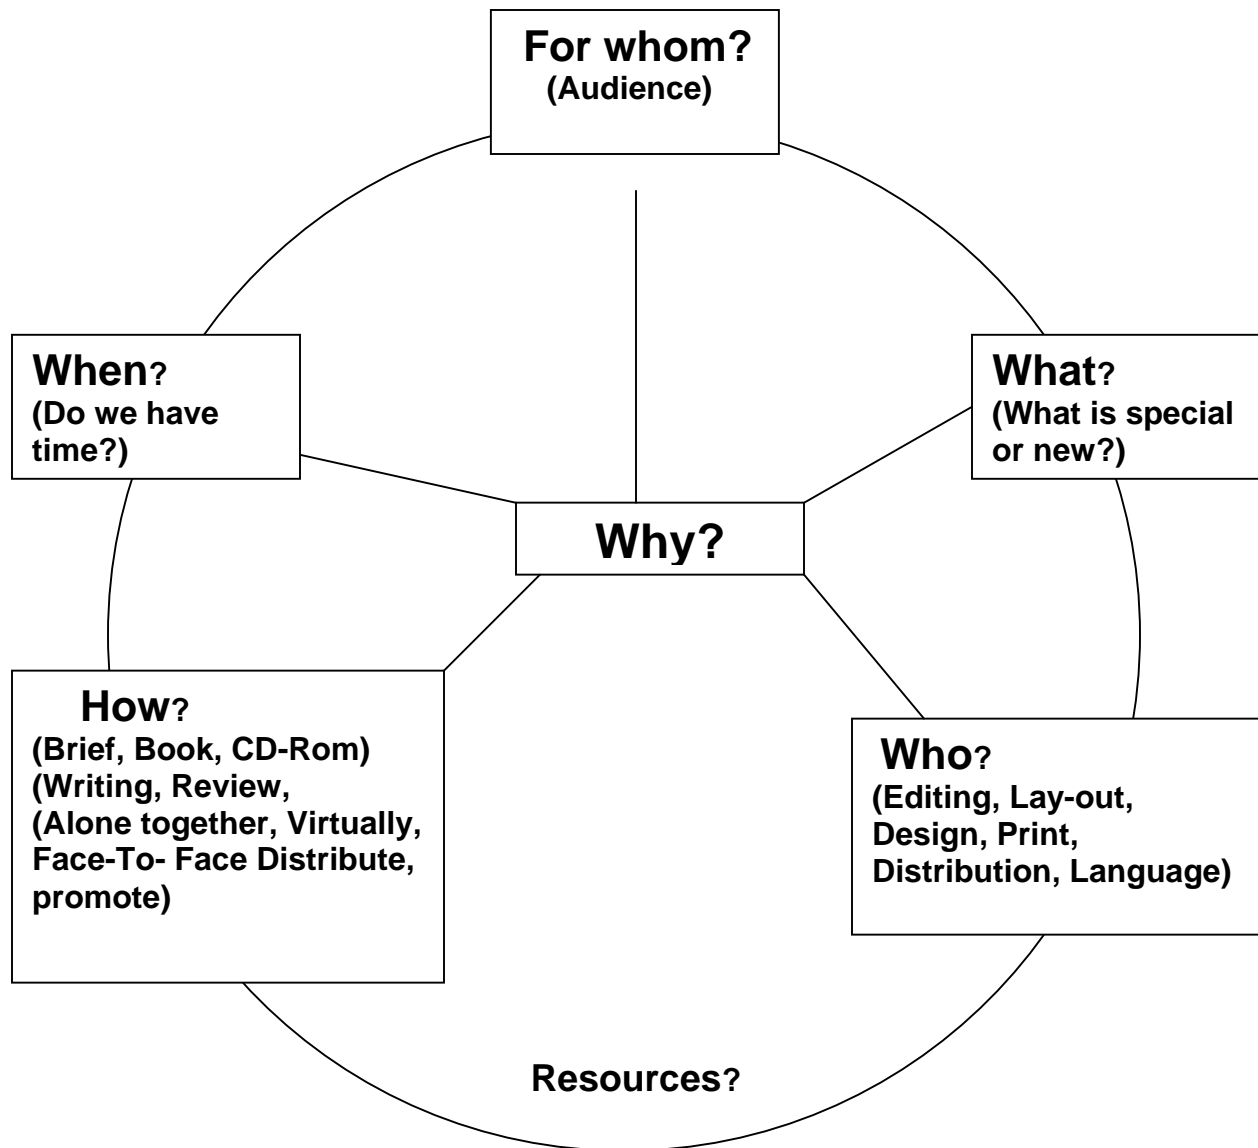 For whom?
(Audience)
When?
(Do we have
time?)
What?
(What is special
or new?)
Why?
How?
(Brief, Book, CD-Rom)
(Writing, Review,
(Alone together, Virtually,
Face-To- Face Distribute,
promote)
Who?
(Editing, Lay-out,
Design, Print,
Distribution, Language)
Resources?